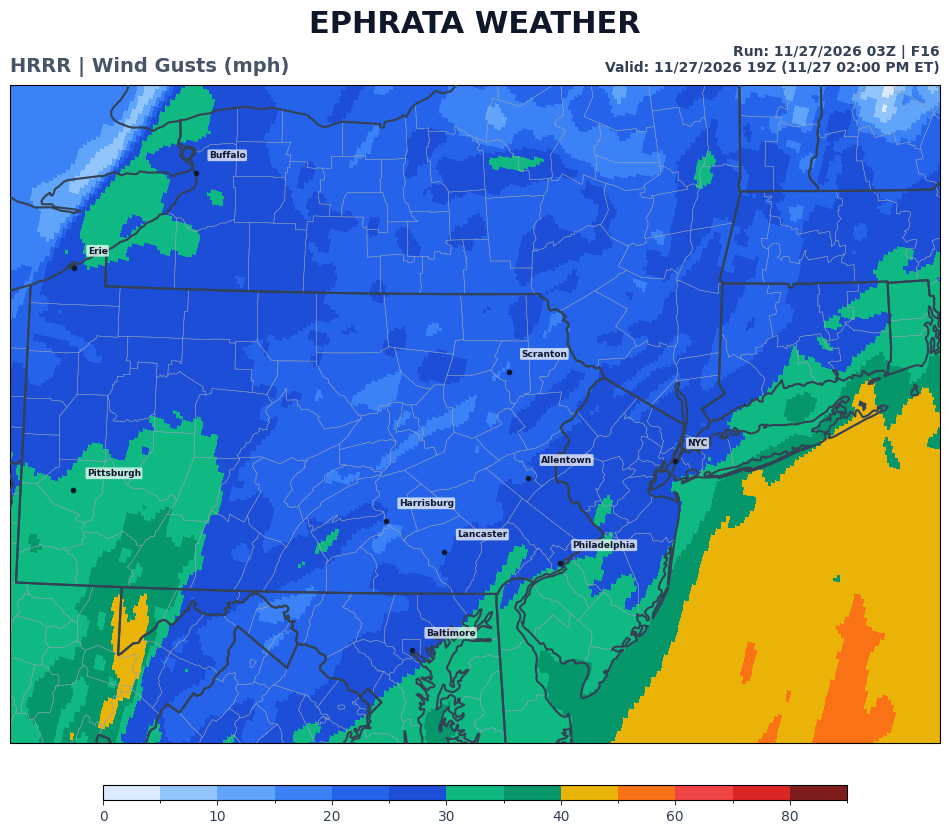 EPHRATA WEATHER
HRRR | Wind Gusts (mph)
Run: 11/27/2026 03Z | F16
Valid: 11/27/2026 19Z (11/27 02:00 PM ET)
Buffalo
Erie
Scranton
NYC
Allentown
Pittsburgh
Harrisburg
Lancaster
Philadelphia
Baltimore
0 10 20 30 40 50 60 70 80